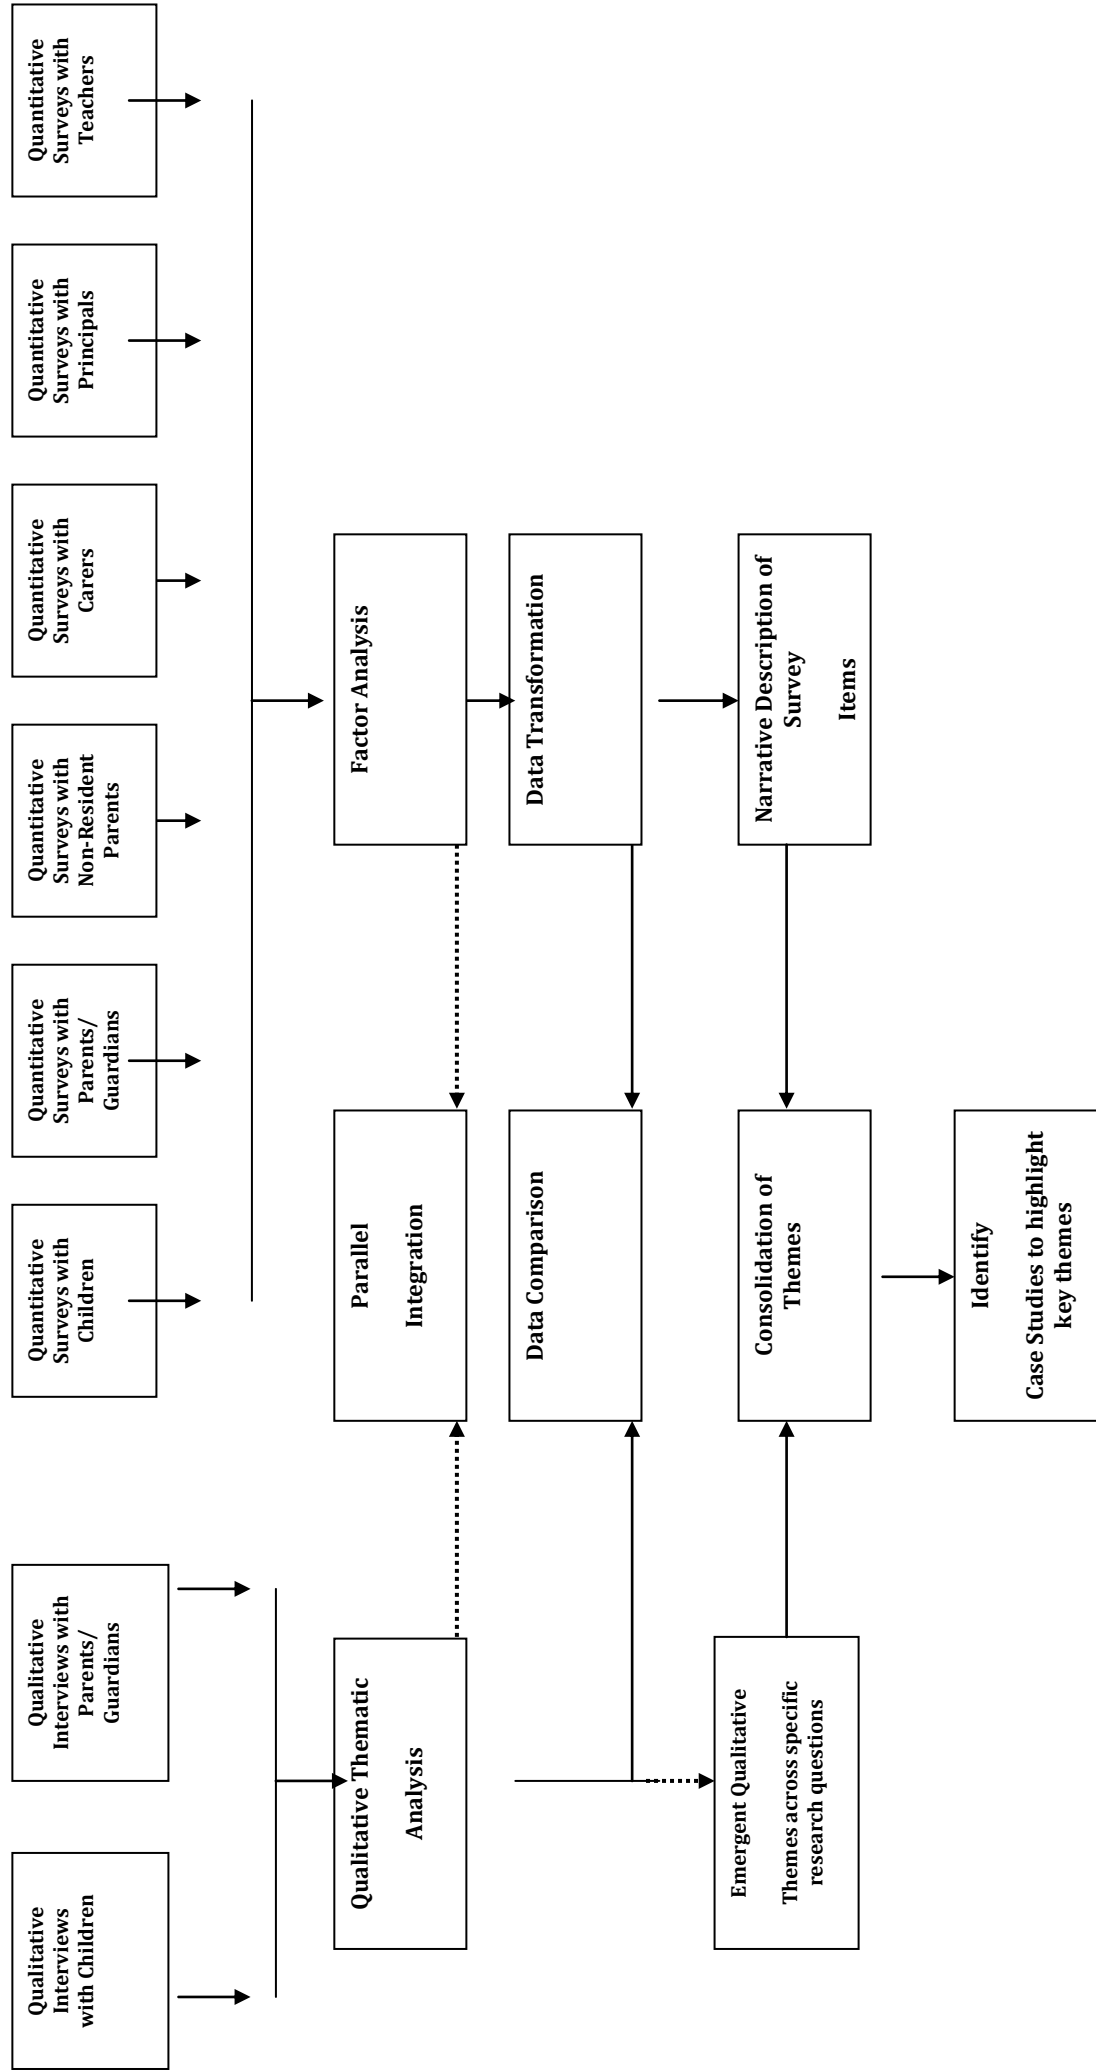 Qualitative
Interviews
with Children
Qualitative
Interviews with
Parents/
Guardians
Quantitative
Surveys with
Children
Quantitative
Surveys with
Parents/
Guardians
Quantitative
Surveys with
Non-Resident
Parents
Quantitative
Surveys with
Carers
Quantitative
Surveys with
Principals
Quantitative
Surveys with
Teachers
Qualitative Thematic
Analysis
Parallel
Integration
Factor Analysis
Data Comparison
Data Transformation
Emergent Qualitative
Themes across specific
research questions
Consolidation of
Themes
Narrative Description of
Survey
Items
Identify
Case Studies to highlight
key themes